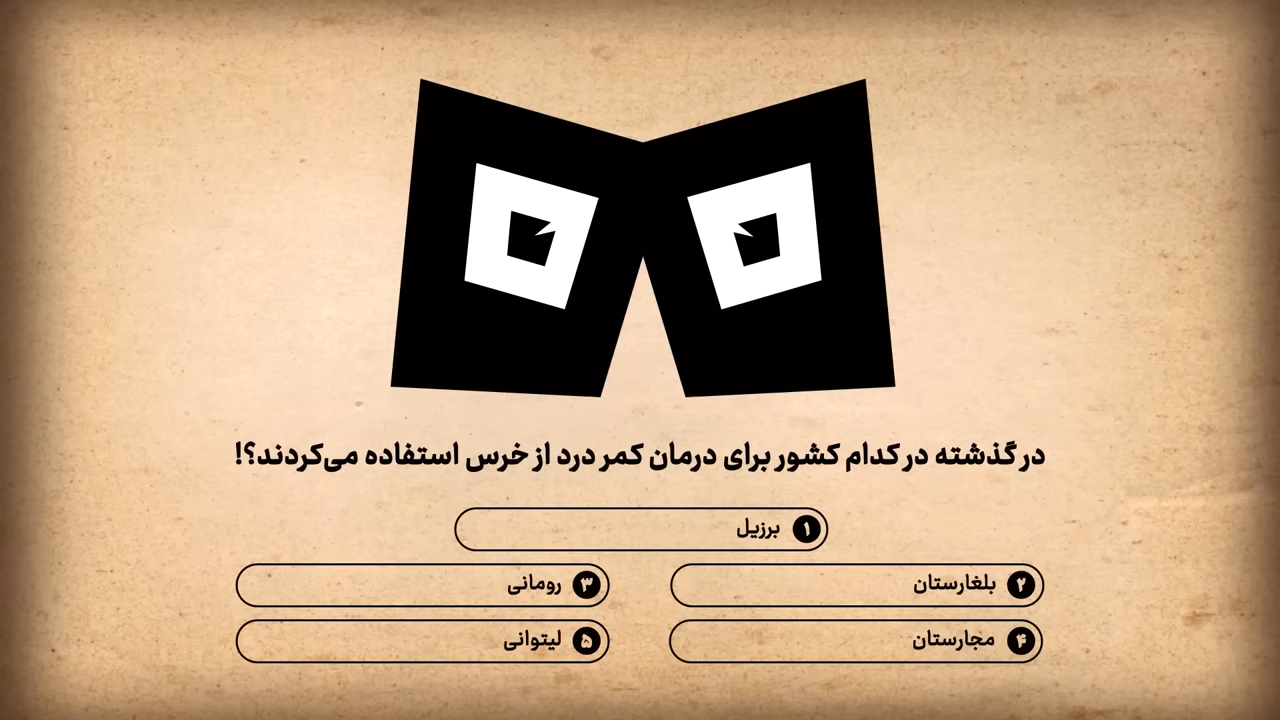 در گذشته در کدام کشور برای درمان کمر درد از خرس استفاده می‌کردند؟!
۱ برزیل
۲ بلغارستان
۳ رومانی
۴ مجارستان
۵ لیتوانی